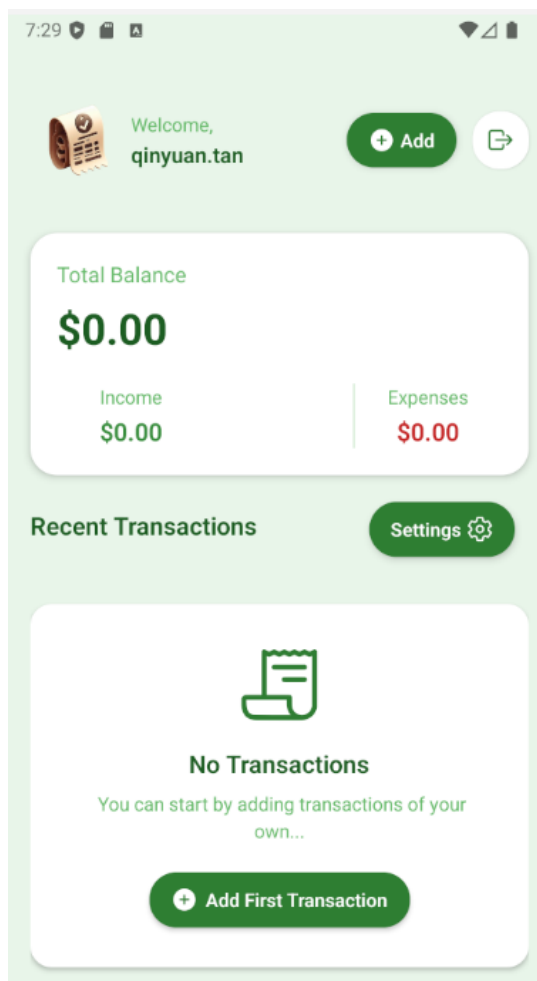 7:29
Welcome,
qinyuan.tan
Add
Total Balance
$0.00
Income
Expenses
$0.00
$0.00
Recent Transactions
Settings
No Transactions
You can start by adding transactions of your
own...
Add First Transaction